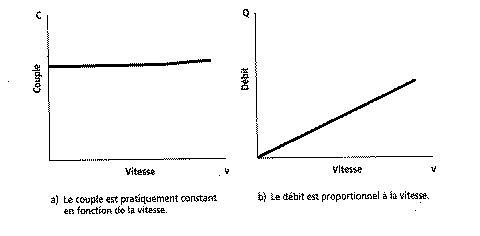 C
Couple
Vitesse
v
a) Le couple est pratiquement constant
en fonction de la vitesse.
Q
Débit
Vitesse
v
b) Le débit est proportionnel à la vitesse.